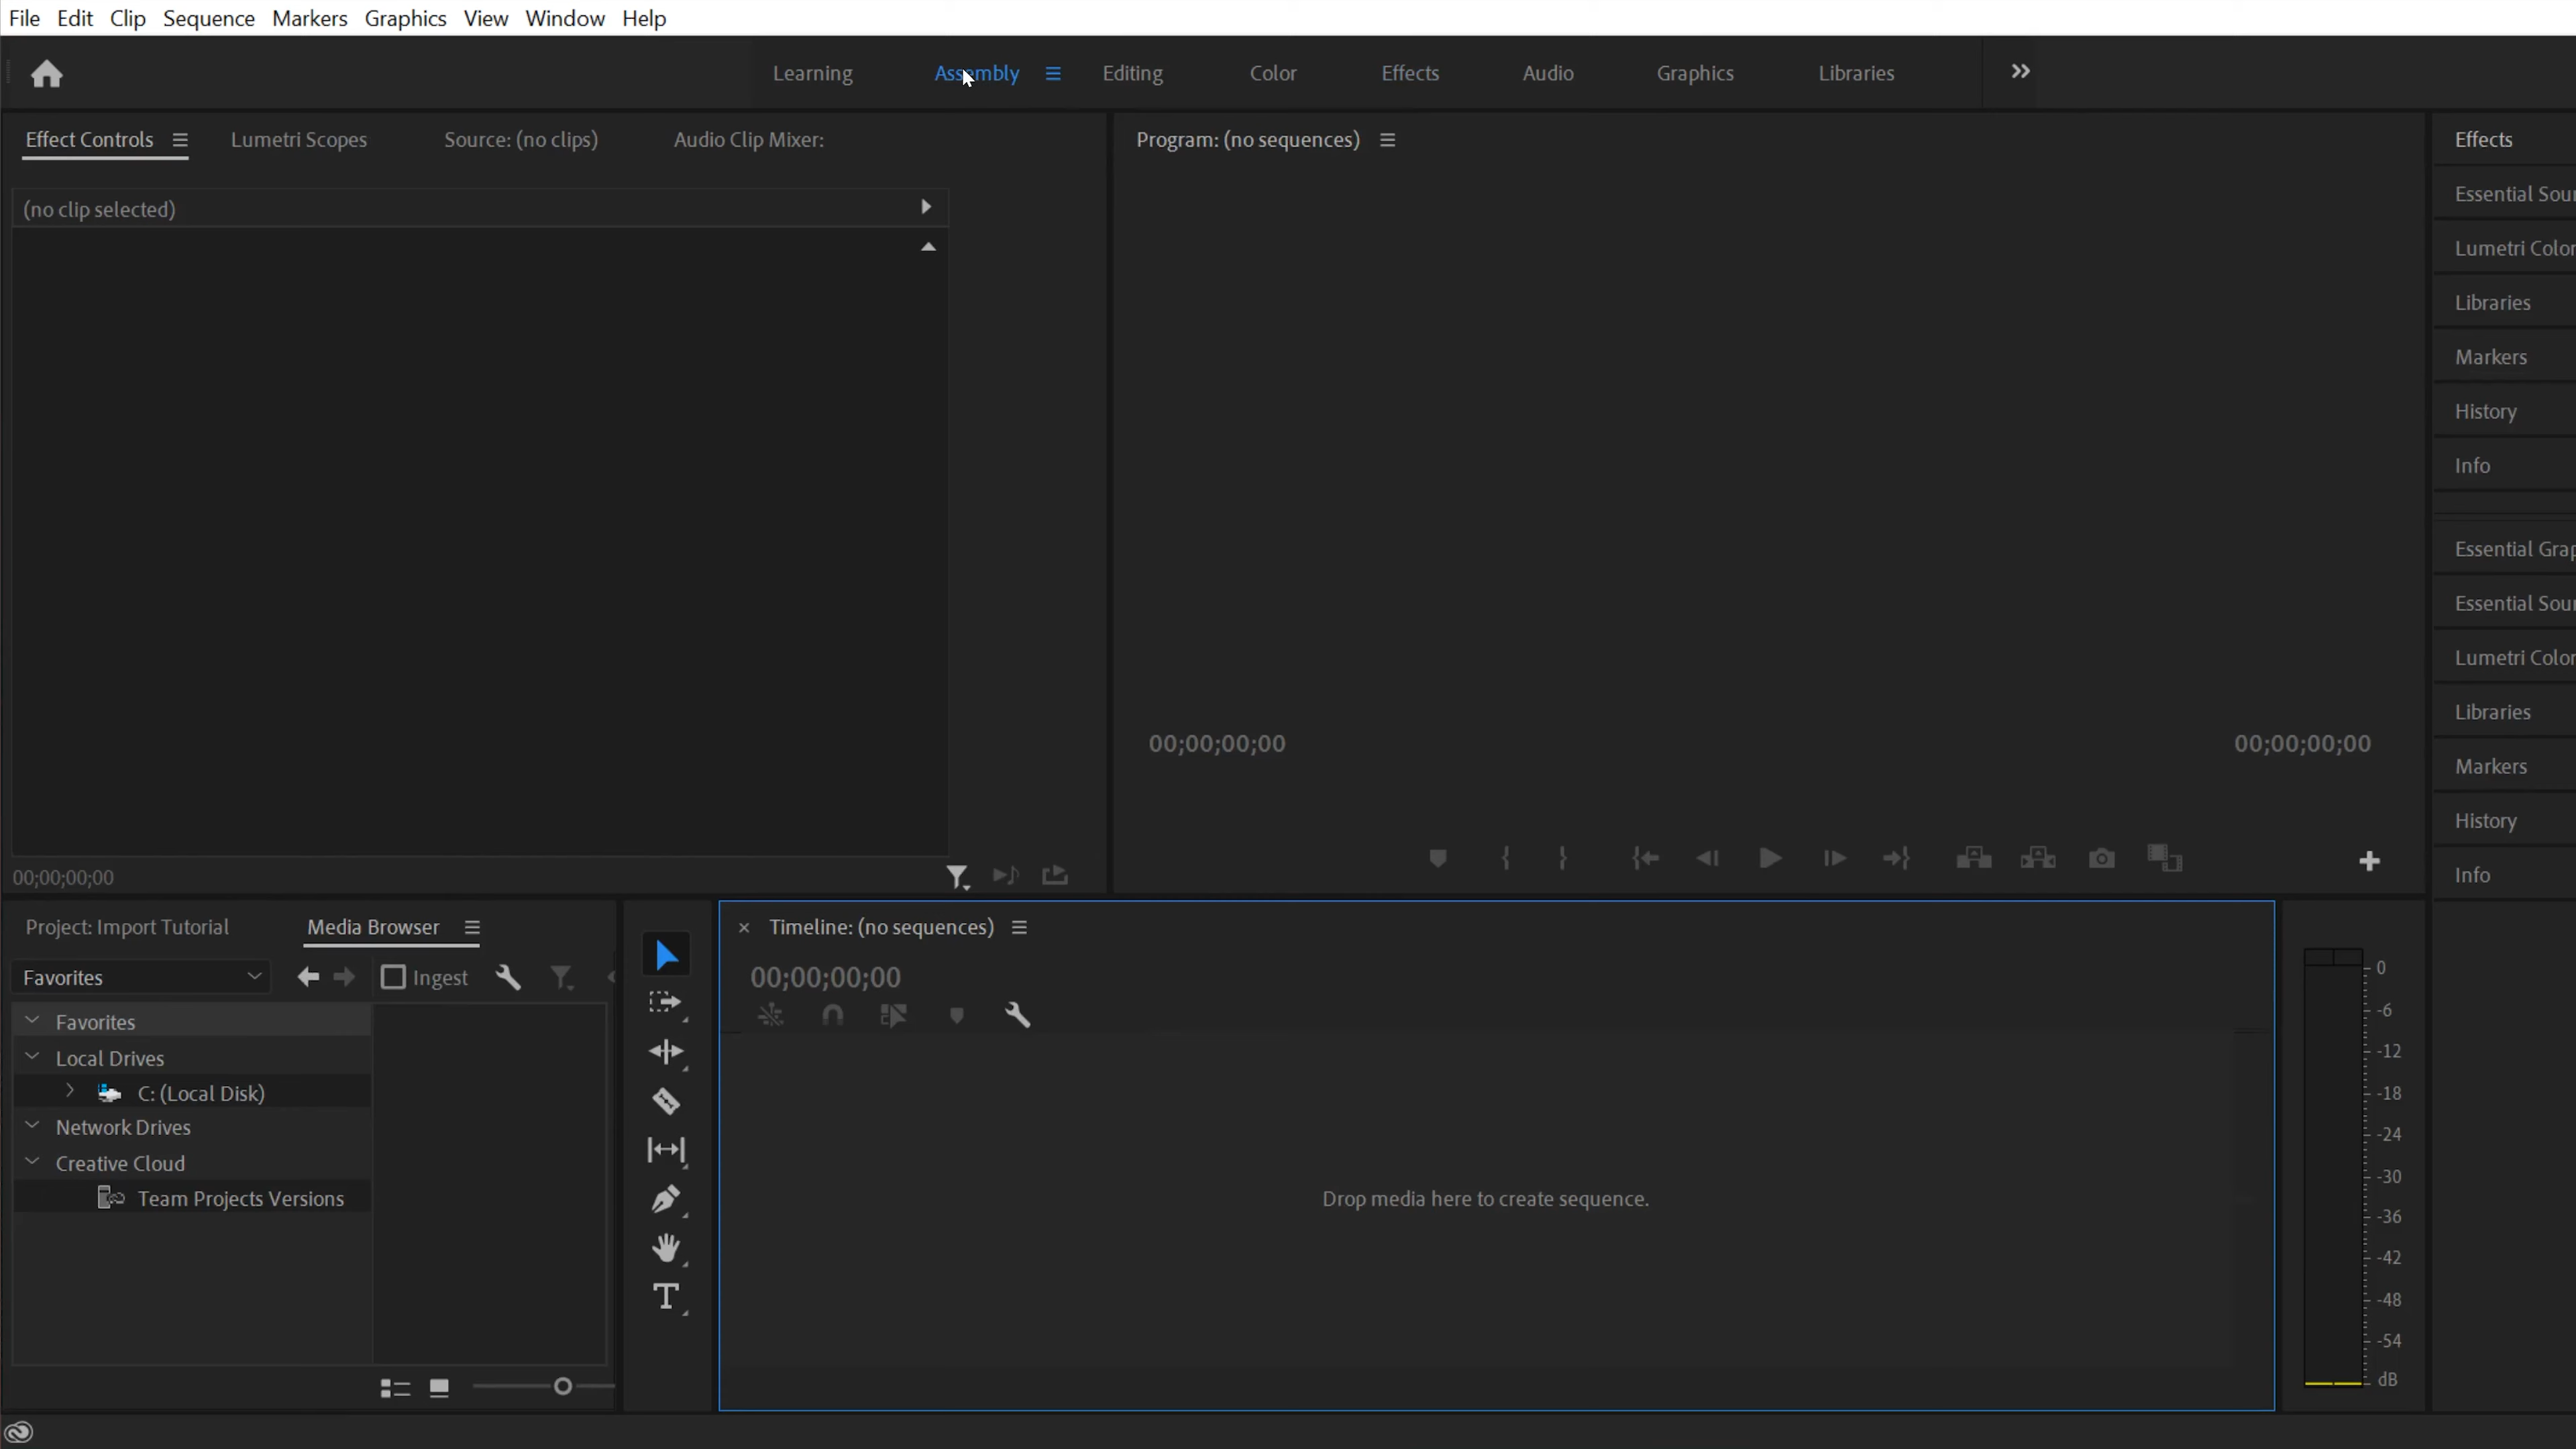 File Edit Clip Sequence Markers Graphics View Window Help
Learning Assembly Editing Color Effects Audio Graphics Libraries
Effect Controls Lumetri Scopes Source: (no clips) Audio Clip Mixer:
(no clip selected)
00;00;00;00
Program: (no sequences)
00;00;00;00 00;00;00;00
Effects
Essential Sou
Lumetri Color
Libraries
Markers
History
Info
Essential Grap
Essential Sou
Lumetri Color
Libraries
Markers
History
Info
Project: Import Tutorial Media Browser
Favorites Ingest
Favorites
Local Drives
C: (Local Disk)
Network Drives
Creative Cloud
Team Projects Versions
Timeline: (no sequences)
00;00;00;00
Drop media here to create sequence.
0
-6
-12
-18
-24
-30
-36
-42
-48
-54
dB